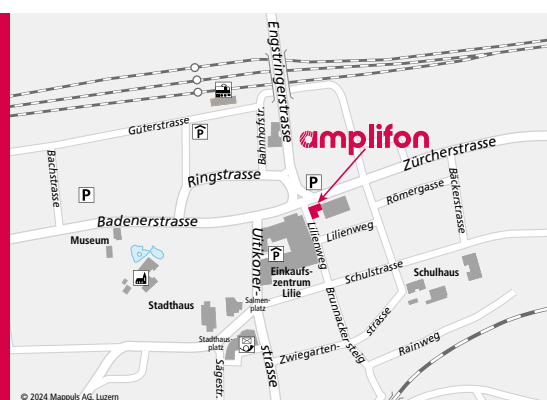 Engstringerstrasse
Güterstrasse
P
Bahnhofstr.
amplifon
Zürcherstrasse
Bachstrasse
Ringstrasse
P
P
Römergasse
Bäckerstrasse
Badenerstrasse
Museum
Uitikoner-
strasse
P
Einkaufs-
zentrum
Lilie
Lilienweg
Lilienweg
Schulstrasse
Schulhaus
Stadthaus
Salmen-
platz
Brunnacker steig
Stadthaus-
platz
Zwiegarten-
strasse
Rainweg
Sägestr.
© 2024 Mappuls AG, Luzern